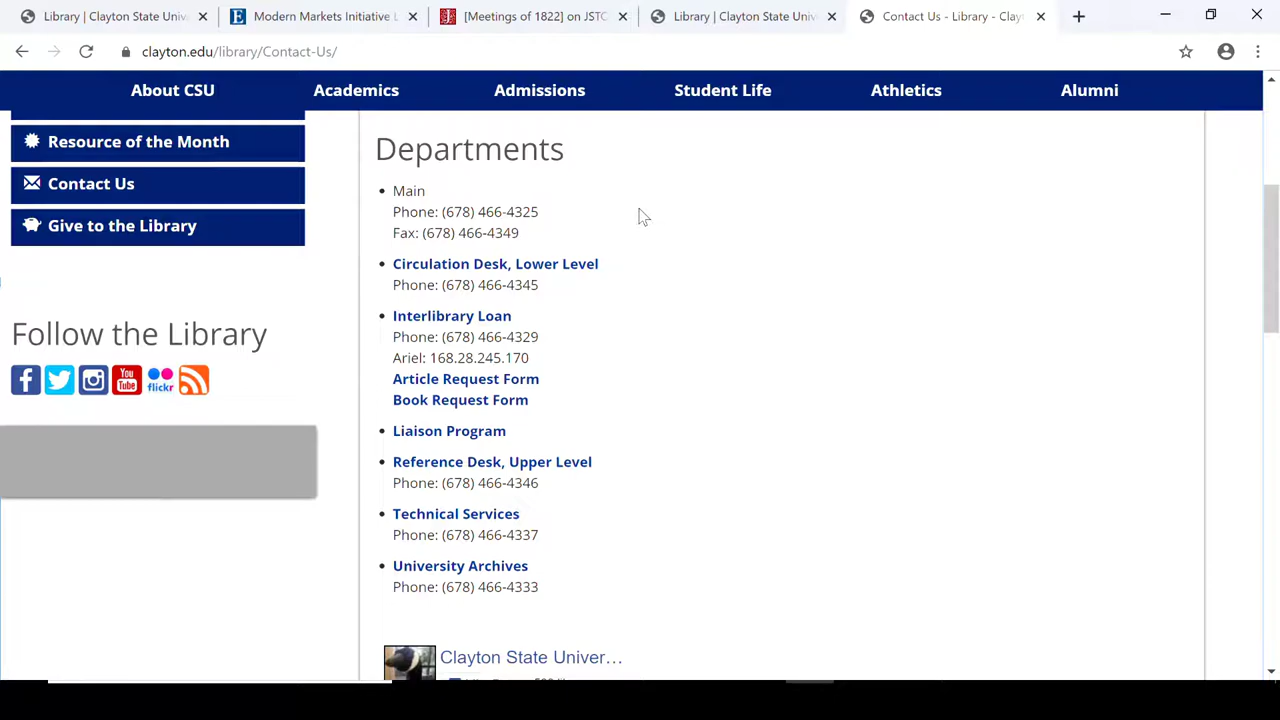 Library | Clayton State Univ
Modern Markets Initiative L
[Meetings of 1822] on JSTO
Library | Clayton State Univ
Contact Us - Library - Clay
clayton.edu/library/Contact-Us/
About CSU
Academics
Admissions
Student Life
Athletics
Alumni
Resource of the Month
Contact Us
Give to the Library
Follow the Library
You
Tube
flickr
Departments
Main
Phone: (678) 466-4325
Fax: (678) 466-4349
Circulation Desk, Lower Level
Phone: (678) 466-4345
Interlibrary Loan
Phone: (678) 466-4329
Ariel: 168.28.245.170
Article Request Form
Book Request Form
Liaison Program
Reference Desk, Upper Level
Phone: (678) 466-4346
Technical Services
Phone: (678) 466-4337
University Archives
Phone: (678) 466-4333
Clayton State Univer…